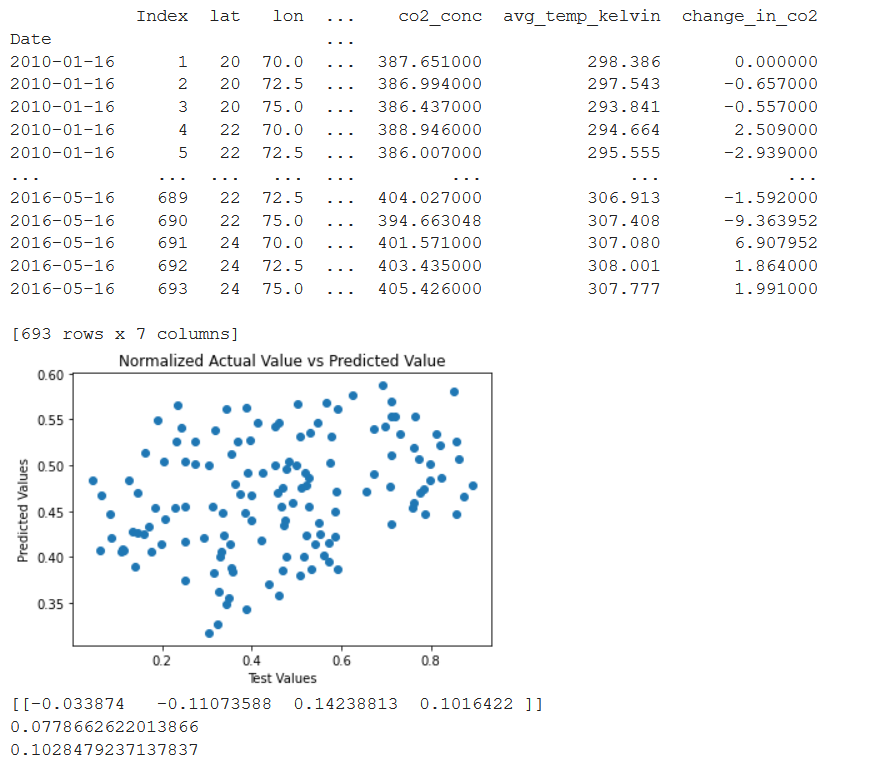 Index lat lon ... co2_conc avg_temp_kelvin change_in_co2
Date ...
2010-01-16 1 20 70.0 ... 387.651000 298.386 0.000000
2010-01-16 2 20 72.5 ... 386.994000 297.543 -0.657000
2010-01-16 3 20 75.0 ... 386.437000 293.841 -0.557000
2010-01-16 4 22 70.0 ... 388.946000 294.664 2.509000
2010-01-16 5 22 72.5 ... 386.007000 295.555 -2.939000
... ... ... ... ... ... ... ...
2016-05-16 689 22 72.5 ... 404.027000 306.913 -1.592000
2016-05-16 690 22 75.0 ... 394.663048 307.408 -9.363952
2016-05-16 691 24 70.0 ... 401.571000 307.080 6.907952
2016-05-16 692 24 72.5 ... 403.435000 308.001 1.864000
2016-05-16 693 24 75.0 ... 405.426000 307.777 1.991000
[693 rows x 7 columns]
Normalized Actual Value vs Predicted Value
0.60
0.55
0.50
0.45
0.40
0.35
Predicted Values
0.2 0.4 0.6 0.8
Test Values
[[-0.033874 -0.11073588 0.14238813 0.1016422 ]]
0.0778662622013866
0.1028479237137837